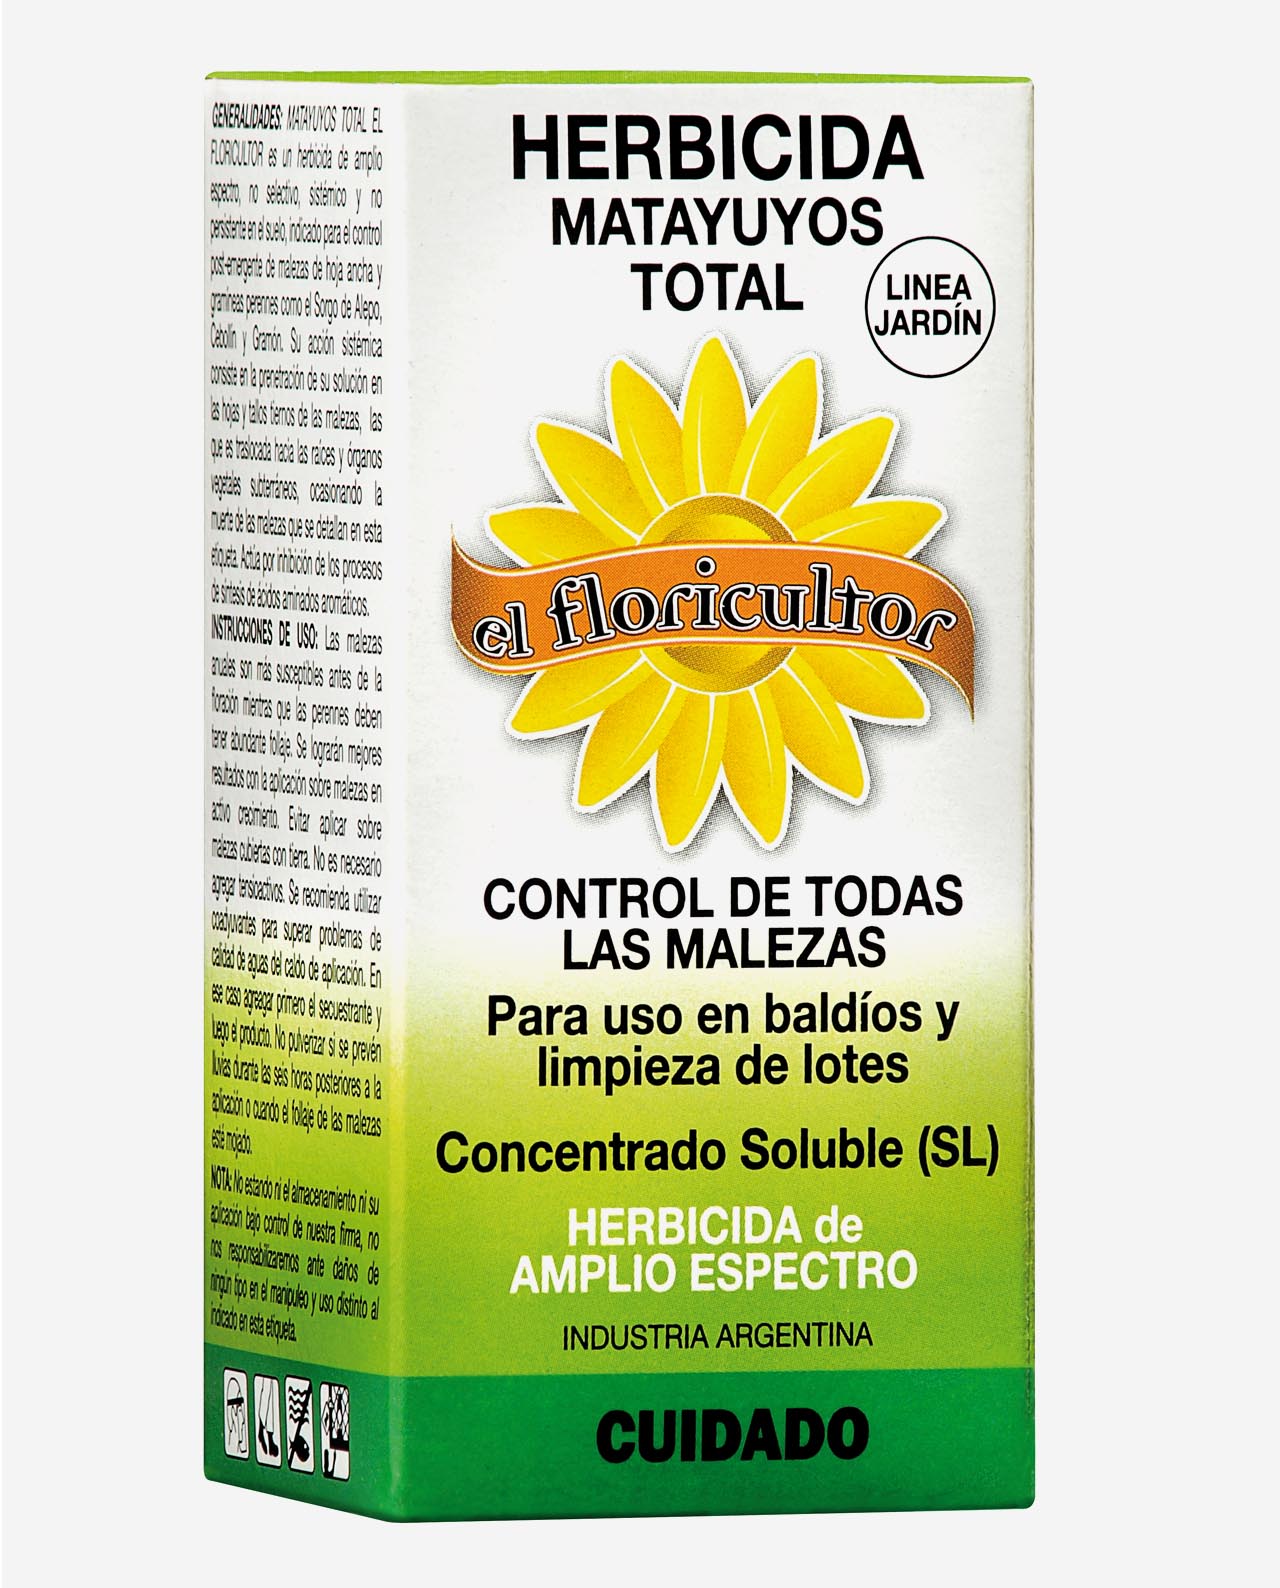 HERBICIDA
MATAYUYOS
TOTAL
LINEA
JARDÍN
el floricultor
CONTROL DE TODAS
LAS MALEZAS
Para uso en baldíos y
limpieza de lotes
Concentrado Soluble (SL)
HERBICIDA de
AMPLIO ESPECTRO
INDUSTRIA ARGENTINA
CUIDADO
GENERALIDADES: MATAYUYOS TOTAL EL
FLORICULTOR es un herbicida de amplio
espectro, no selectivo, sistémico y no
persistente en el suelo, indicado para el control
post-emergente de malezas de hoja ancha y
gramíneas perennes como el Sorgo de Alepo,
Cebollín y Gramón. Su acción sistémica
consiste en la prenetración de su solución en
las hojas y tallos tiernos de las malezas, las
que es traslocada hacia las raíces y órganos
vegetales subterráneos, ocasionando la
muerte de las malezas que se detallan en esta
etiqueta. Actúa por inhibición de los procesos
de síntesis de ácidos aminados aromáticos.
INSTRUCCIONES DE USO: Las malezas
anuales son más susceptibles antes de la
floración mientras que las perennes deben
tener abundante follaje. Se lograrán mejores
resultados con la aplicación sobre malezas en
activo crecimiento. Evitar aplicar sobre
malezas cubiertas con tierra. No es necesario
agregar tensioactivos. Se recomienda utilizar
coadyuvantes para superar problemas de
calidad de aguas del caldo de aplicación. En
ese caso agreagar primero el secuestrante y
luego el producto. No pulverizar si se prevén
lluvias durante las seis horas posteriores a la
aplicación o cuando el follaje de las malezas
esté mojado.
NOTA: No estando ni el almacenamiento ni su
aplicación bajo control de nuestra firma, no
nos responsabilizaremos ante daños de
ningún tipo en el manipuleo y uso distinto al
indicado en esta etiqueta.